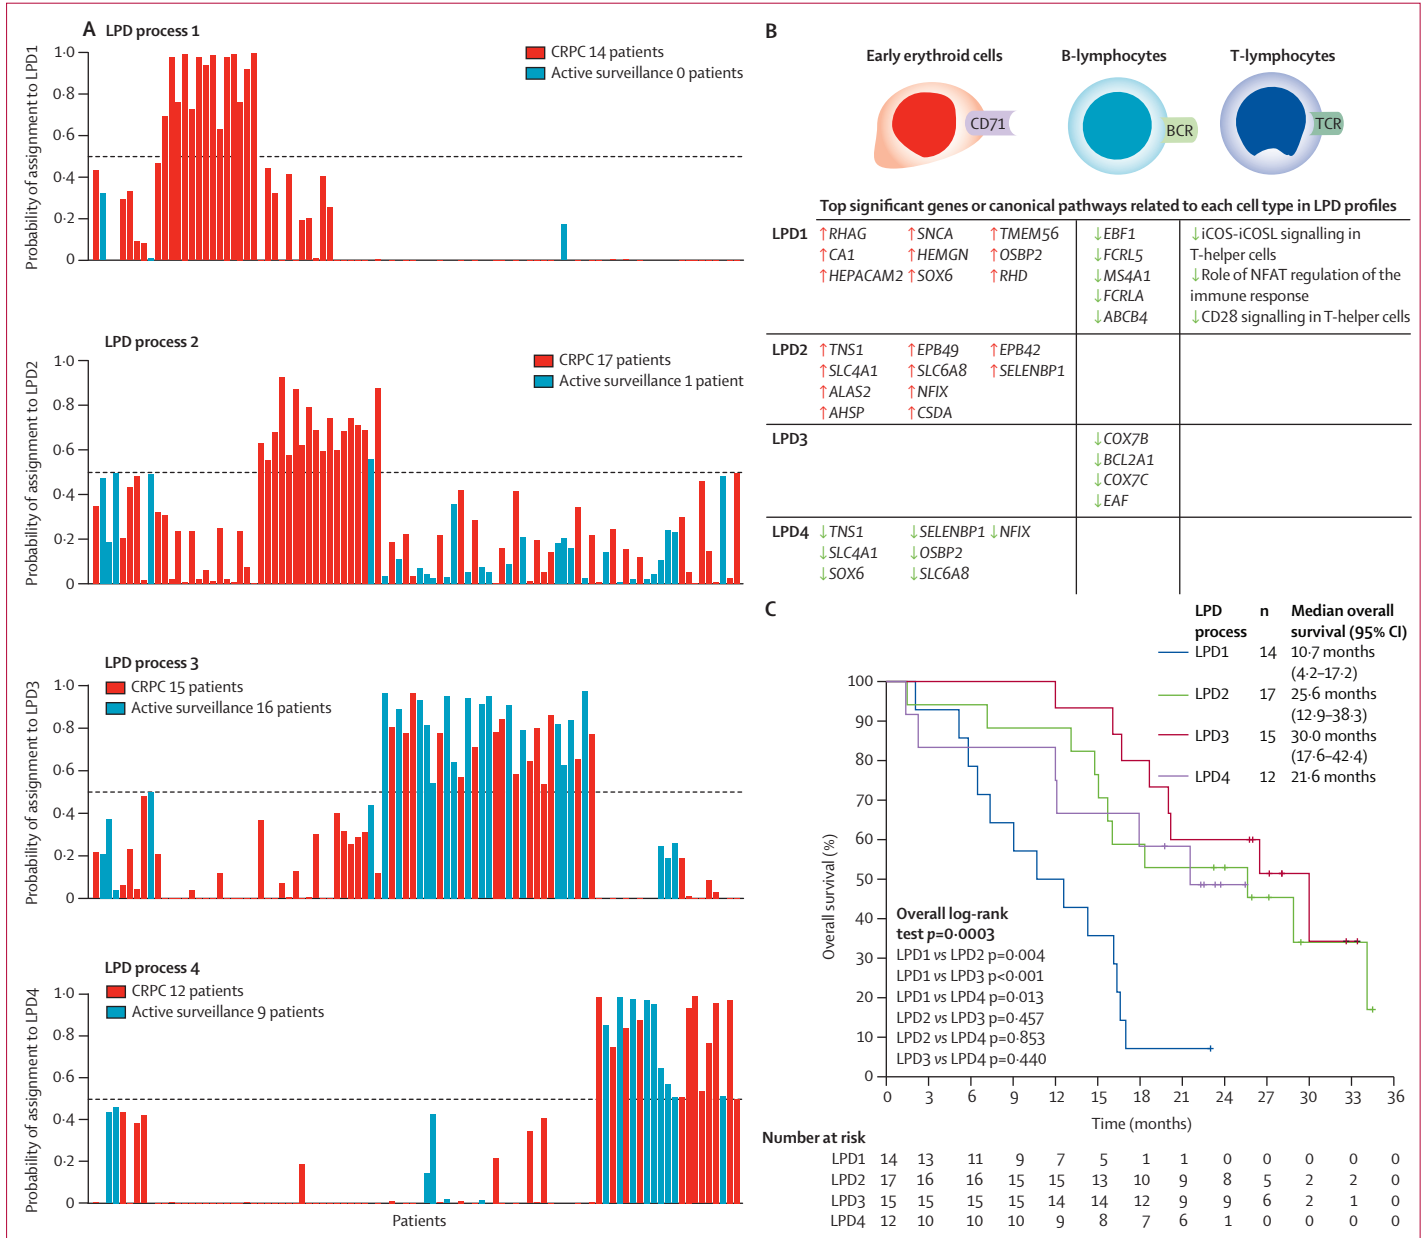 A LPD process 1
Probability of assignment to LPD1
1·0
0·8
0·6
0·4
0·2
0
CRPC 14 patients
Active surveillance 0 patients
LPD process 2
Probability of assignment to LPD2
1·0
0·8
0·6
0·4
0·2
0
CRPC 17 patients
Active surveillance 1 patient
LPD process 3
Probability of assignment to LPD3
1·0
0·8
0·6
0·4
0·2
0
CRPC 15 patients
Active surveillance 16 patients
LPD process 4
Probability of assignment to LPD4
1·0
0·8
0·6
0·4
0·2
0
CRPC 12 patients
Active surveillance 9 patients
Patients
B
Early erythroid cells B-lymphocytes T-lymphocytes
CD71 BCR TCR
Top significant genes or canonical pathways related to each cell type in LPD profiles
LPD1 ↑RHAG ↑SNCA ↑TMEM56 ↓EBF1 ↓iCOS-iCOSL signalling in
↑CA1 ↑HEMGN ↑OSBP2 ↓FCRL5 T-helper cells
↑HEPACAM2 ↑SOX6 ↑RHD ↓MS4A1 ↓Role of NFAT regulation of the
↓FCRLA immune response
↓ABCB4 ↓CD28 signalling in T-helper cells
LPD2 ↑TNS1 ↑EPB49 ↑EPB42
↑SLC4A1 ↑SLC6A8 ↑SELENBP1
↑ALAS2 ↑NFIX
↑AHSP ↑CSDA
LPD3 ↓COX7B
↓BCL2A1
↓COX7C
↓EAF
LPD4 ↓TNS1 ↓SELENBP1 ↓NFIX
↓SLC4A1 ↓OSBP2
↓SOX6 ↓SLC6A8
C
LPD n Median overall
process survival (95% CI)
LPD1 14 10·7 months
(4·2–17·2)
LPD2 17 25·6 months
(12·9–38·3)
LPD3 15 30·0 months
(17·6–42·4)
LPD4 12 21·6 months
Overall survival (%)
100
90
80
70
60
50
40
30
20
10
0
Overall log-rank
test p=0·0003
LPD1 vs LPD2 p=0·004
LPD1 vs LPD3 p<0·001
LPD1 vs LPD4 p=0·013
LPD2 vs LPD3 p=0·457
LPD2 vs LPD4 p=0·853
LPD3 vs LPD4 p=0·440
0 3 6 9 12 15 18 21 24 27 30 33 36
Time (months)
Number at risk
LPD1 14 13 11 9 7 5 1 1 0 0 0 0 0
LPD2 17 16 16 15 15 13 10 9 8 5 2 2 0
LPD3 15 15 15 15 14 14 12 9 9 6 2 1 0
LPD4 12 10 10 10 9 8 7 6 1 0 0 0 0